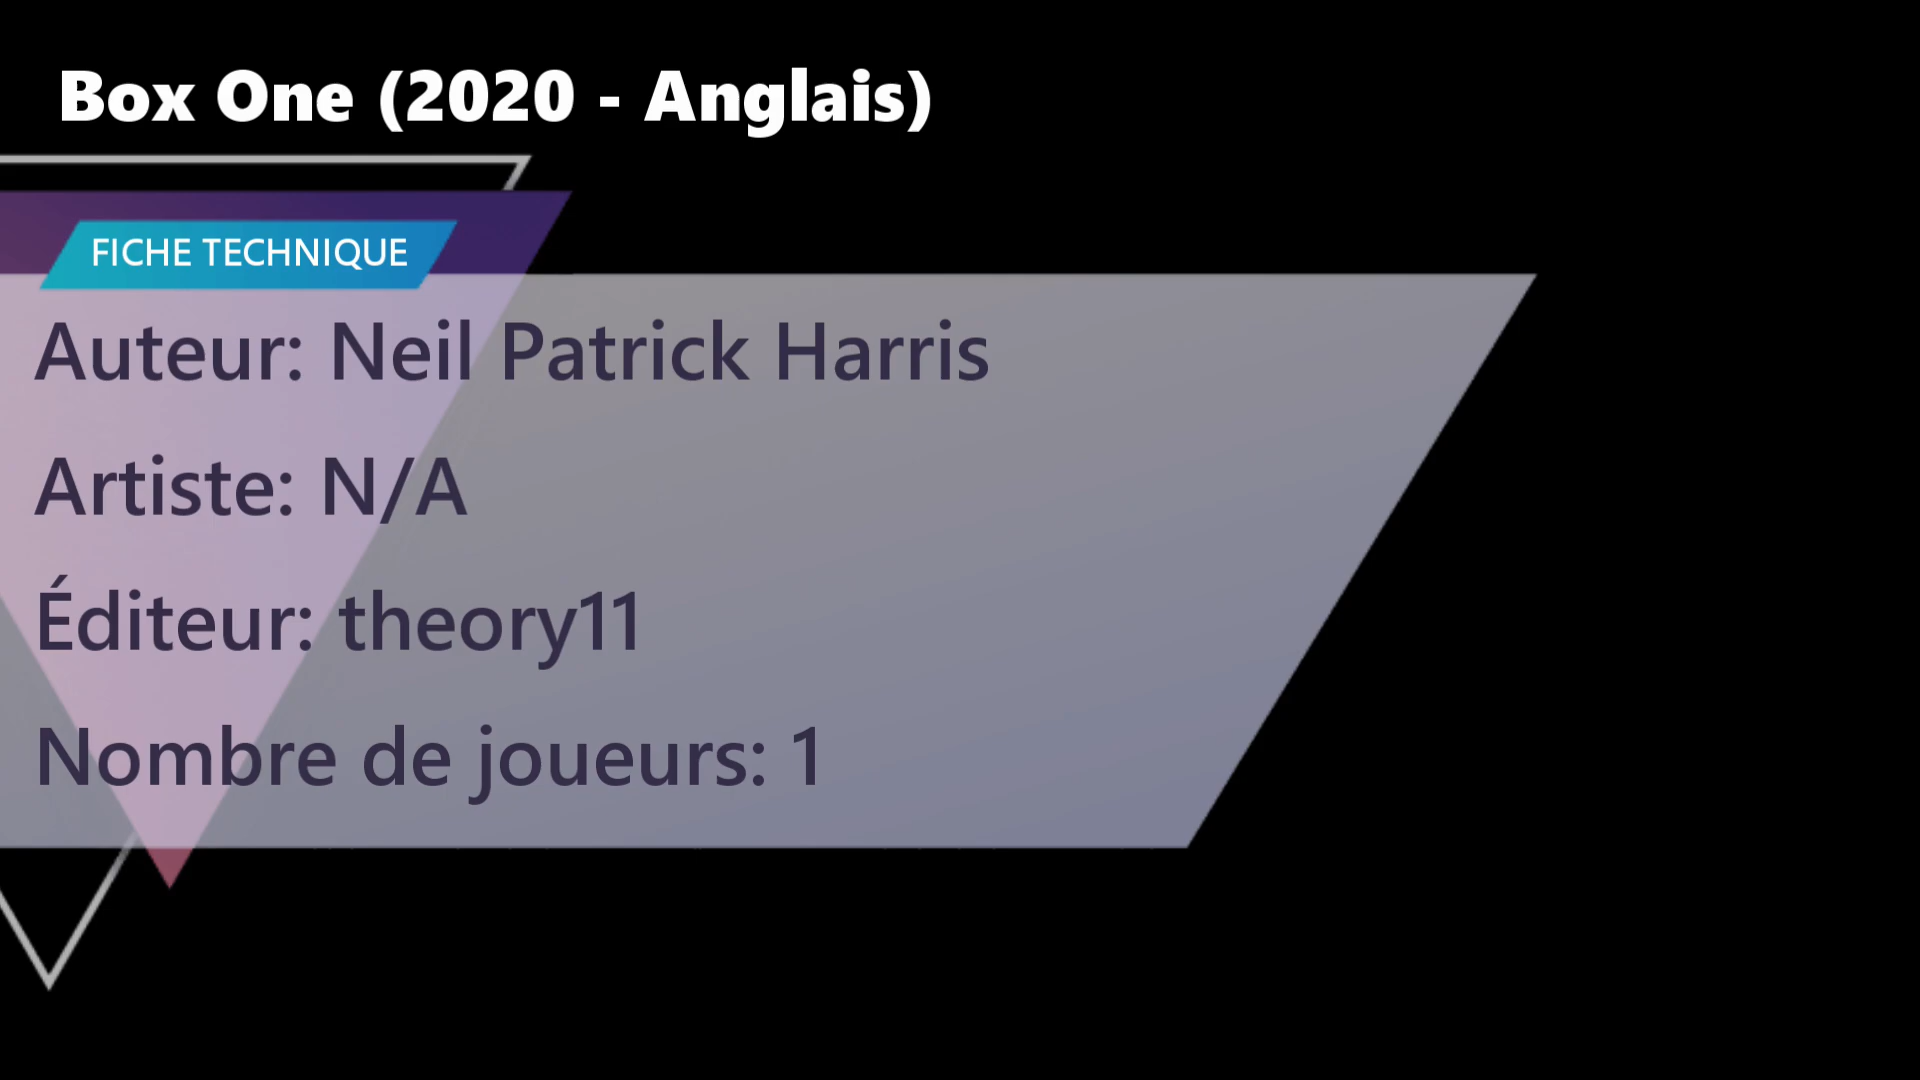 Box One (2020 - Anglais)
FICHE TECHNIQUE
Auteur: Neil Patrick Harris
Artiste: N/A
Éditeur: theory11
Nombre de joueurs: 1